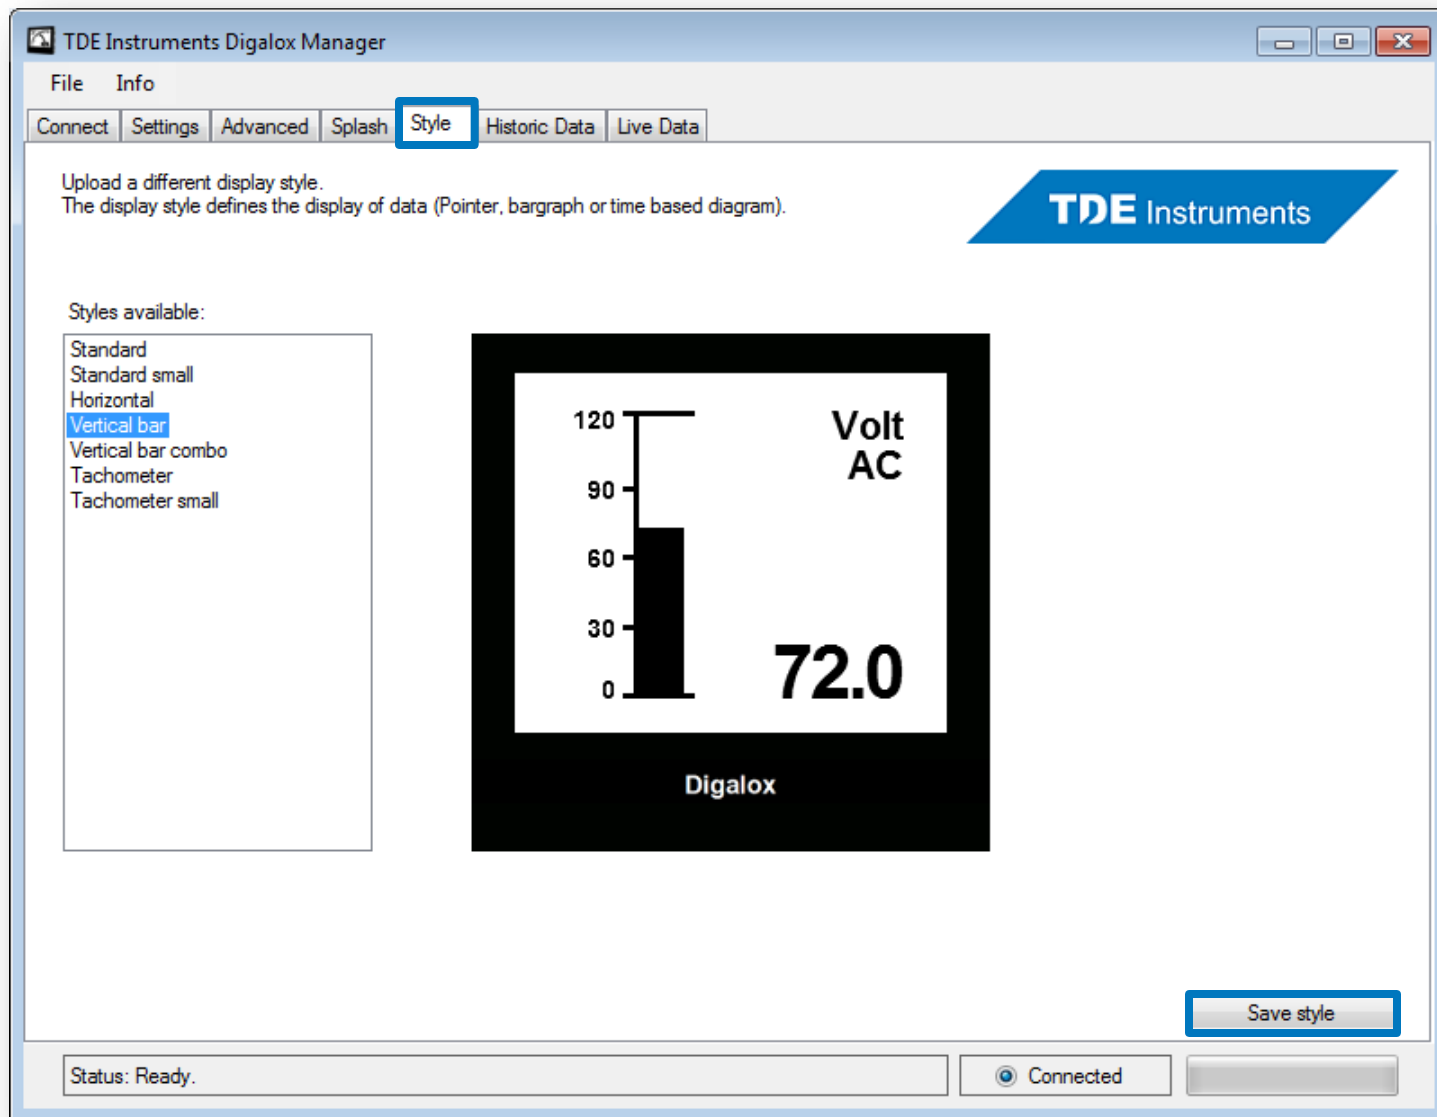 TDE Instruments Digalox Manager
File Info
Connect Settings Advanced Splash Style Historic Data Live Data
Upload a different display style.
The display style defines the display of data (Pointer, bargraph or time based diagram).
TDE Instruments
Styles available:
Standard
Standard small
Horizontal
Vertical bar
Vertical bar combo
Tachometer
Tachometer small
120
90
60
30
0
Volt
AC
72.0
Digalox
Save style
Status: Ready.
Connected